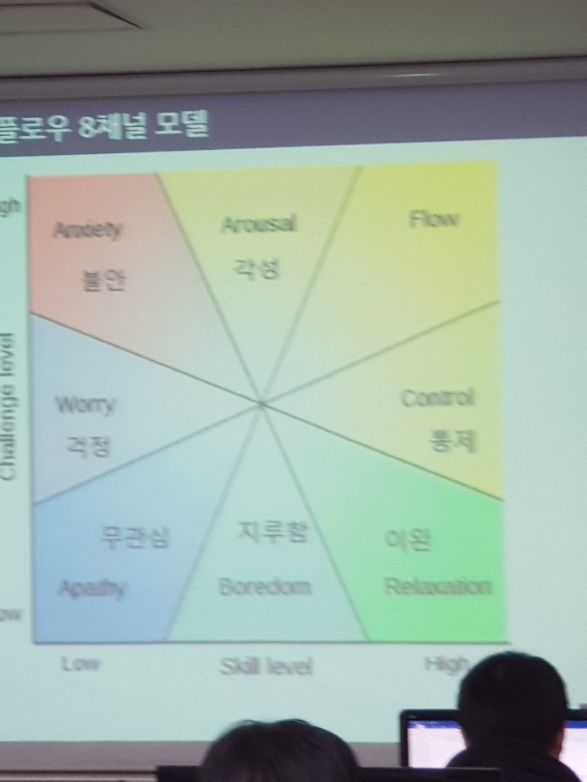 플로우 8채널 모델
gh
Anxiety
불안
Arousal
각성
Flow
Challenge level
Worry
걱정
Control
통제
무관심
Apathy
지루함
Boredom
이완
Relaxation
ow
Low
Skill level
High